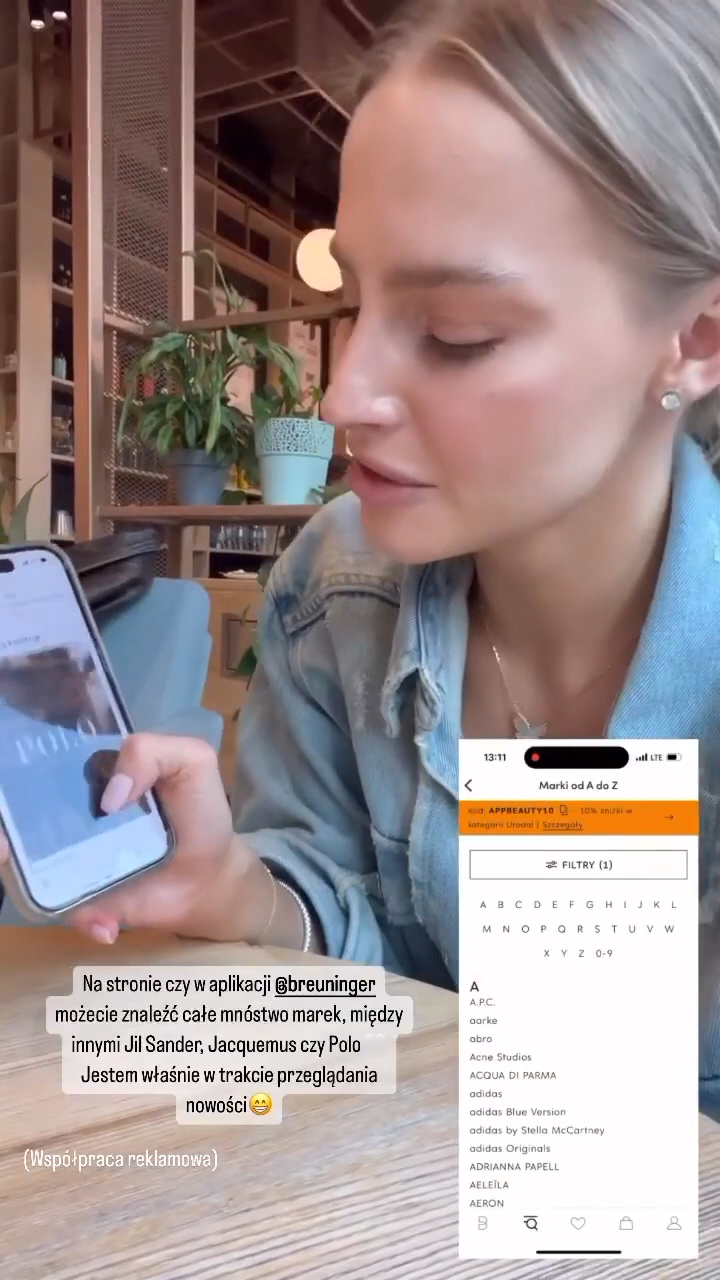 Na stronie czy w aplikacji @breuninger
możecie znaleźć całe mnóstwo marek, między
innymi Jil Sander, Jacquemus czy Polo
Jestem właśnie w trakcie przeglądania
nowości😁
(Współpraca reklamowa)
13:11 LTE
Marki od A do Z
Kod: APPBEAUTY10 - 10% zniżki w
kategorii Uroda! | Szczegóły
FILTRY (1)
A B C D E F G H I J K L
M N O P Q R S T U V W
X Y Z 0-9
A
A.P.C.
aarke
abro
Acne Studios
ACQUA DI PARMA
adidas
adidas Blue Version
adidas by Stella McCartney
adidas Originals
ADRIANNA PAPELL
AELEÏLA
AERON